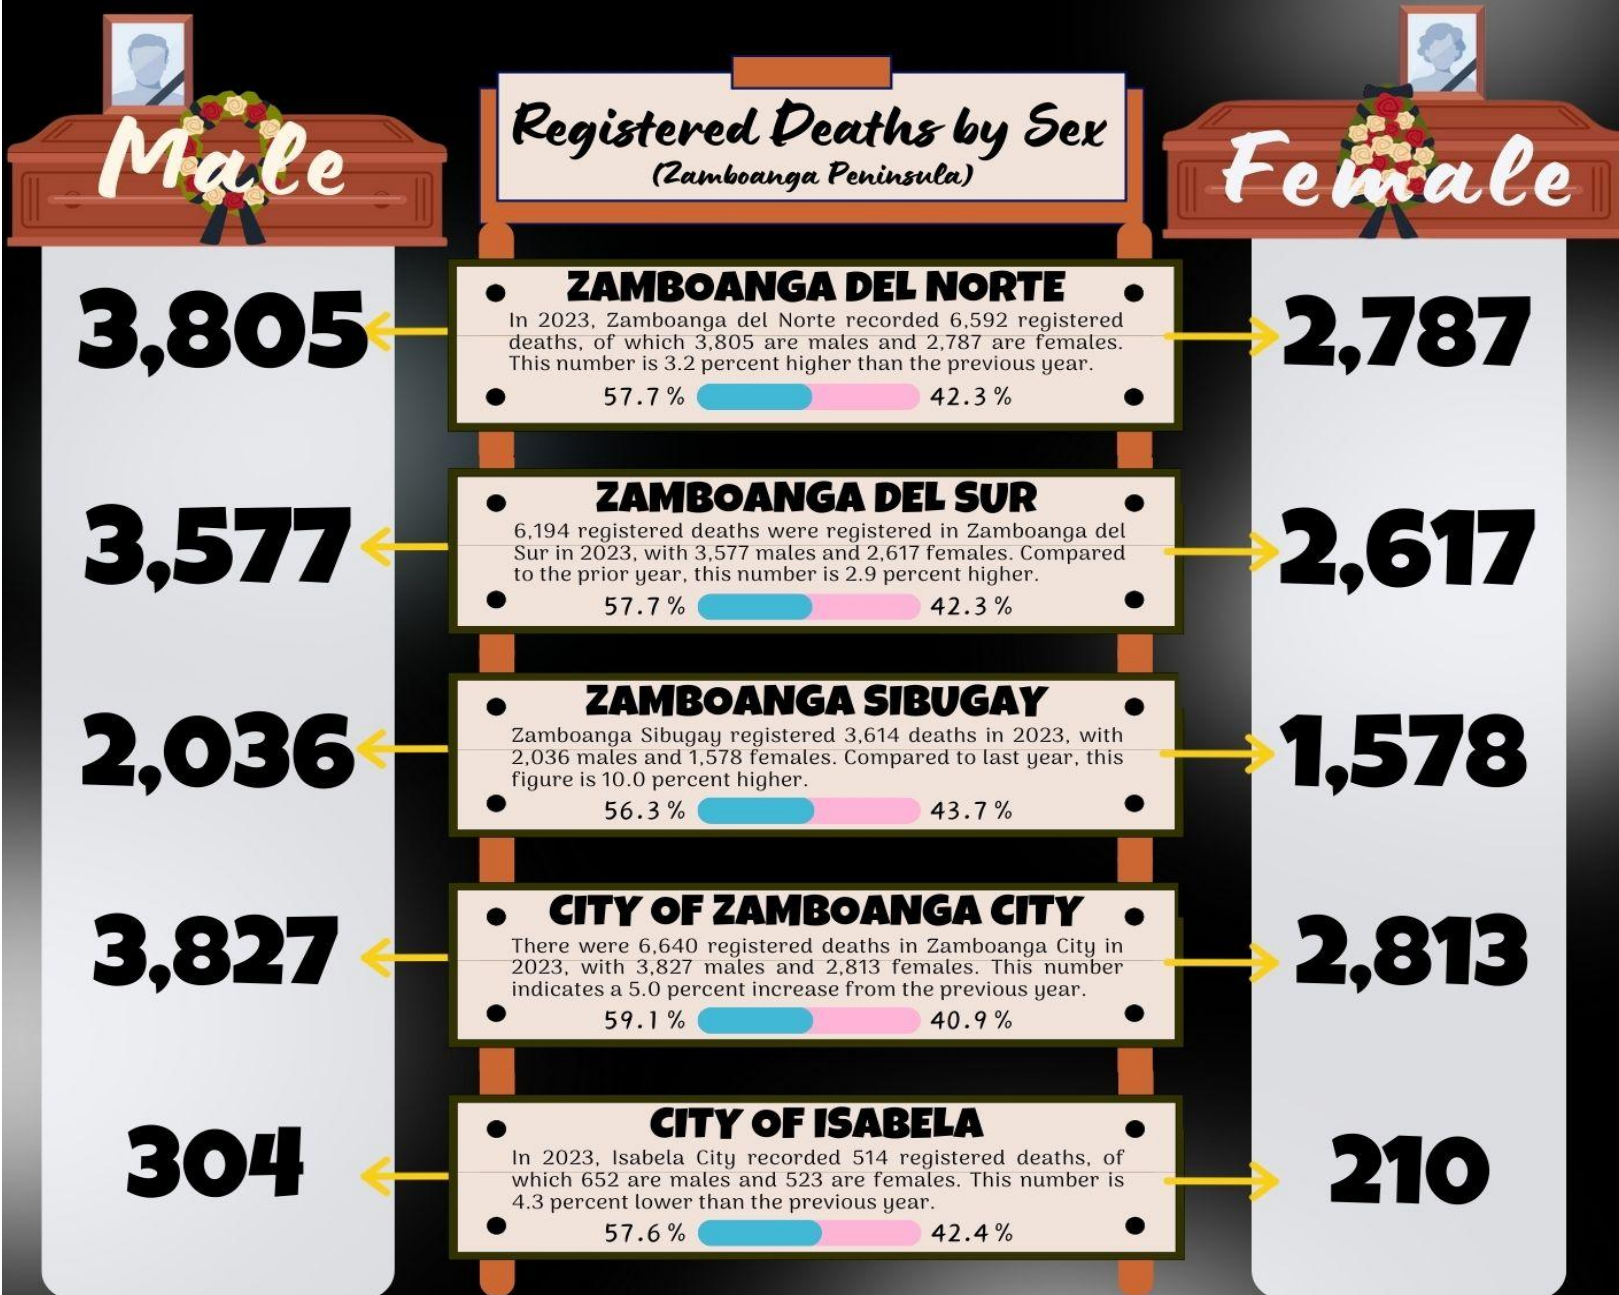 Male
Registered Deaths by Sex
(Zamboanga Peninsula)
Female
3,805
ZAMBOANGA DEL NORTE
In 2023, Zamboanga del Norte recorded 6,592 registered
deaths, of which 3,805 are males and 2,787 are females.
This number is 3.2 percent higher than the previous year.
57.7 %
42.3 %
2,787
3,577
ZAMBOANGA DEL SUR
6,194 registered deaths were registered in Zamboanga del
Sur in 2023, with 3,577 males and 2,617 females. Compared
to the prior year, this number is 2.9 percent higher.
57.7 %
42.3 %
2,617
2,036
ZAMBOANGA SIBUGAY
Zamboanga Sibugay registered 3,614 deaths in 2023, with
2,036 males and 1,578 females. Compared to last year, this
figure is 10.0 percent higher.
56.3 %
43.7 %
1,578
3,827
CITY OF ZAMBOANGA CITY
There were 6,640 registered deaths in Zamboanga City in
2023, with 3,827 males and 2,813 females. This number
indicates a 5.0 percent increase from the previous year.
59.1 %
40.9 %
2,813
304
CITY OF ISABELA
In 2023, Isabela City recorded 514 registered deaths, of
which 652 are males and 523 are females. This number is
4.3 percent lower than the previous year.
57.6 %
42.4 %
210